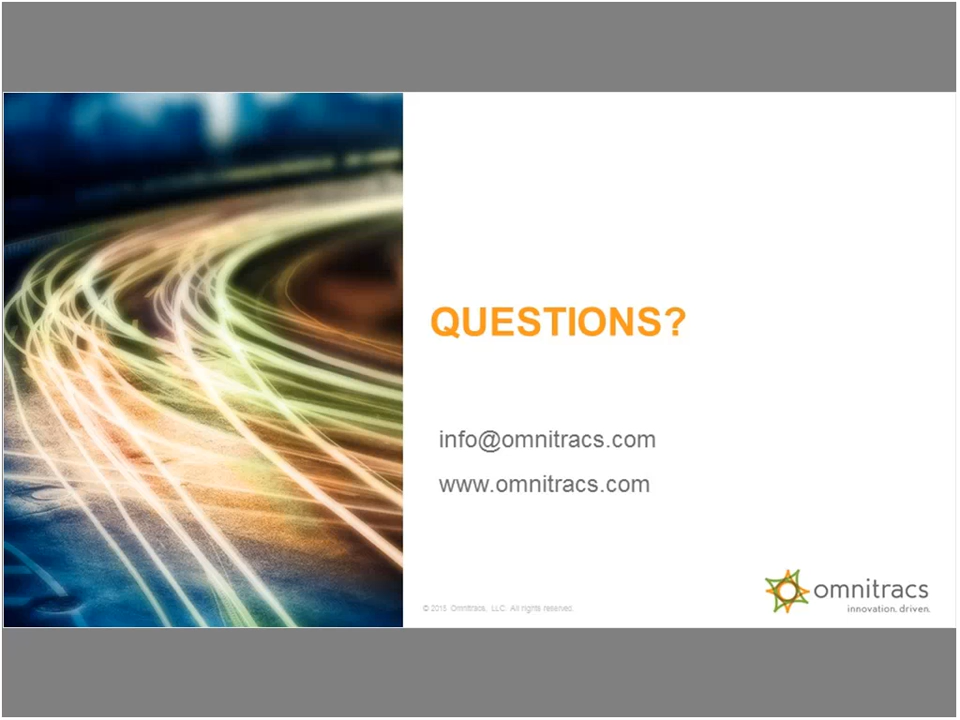 QUESTIONS?
info@omnitracs.com
www.omnitracs.com
© 2015 Omnitracs, LLC. All rights reserved.
omnitracs
innovation. driven.